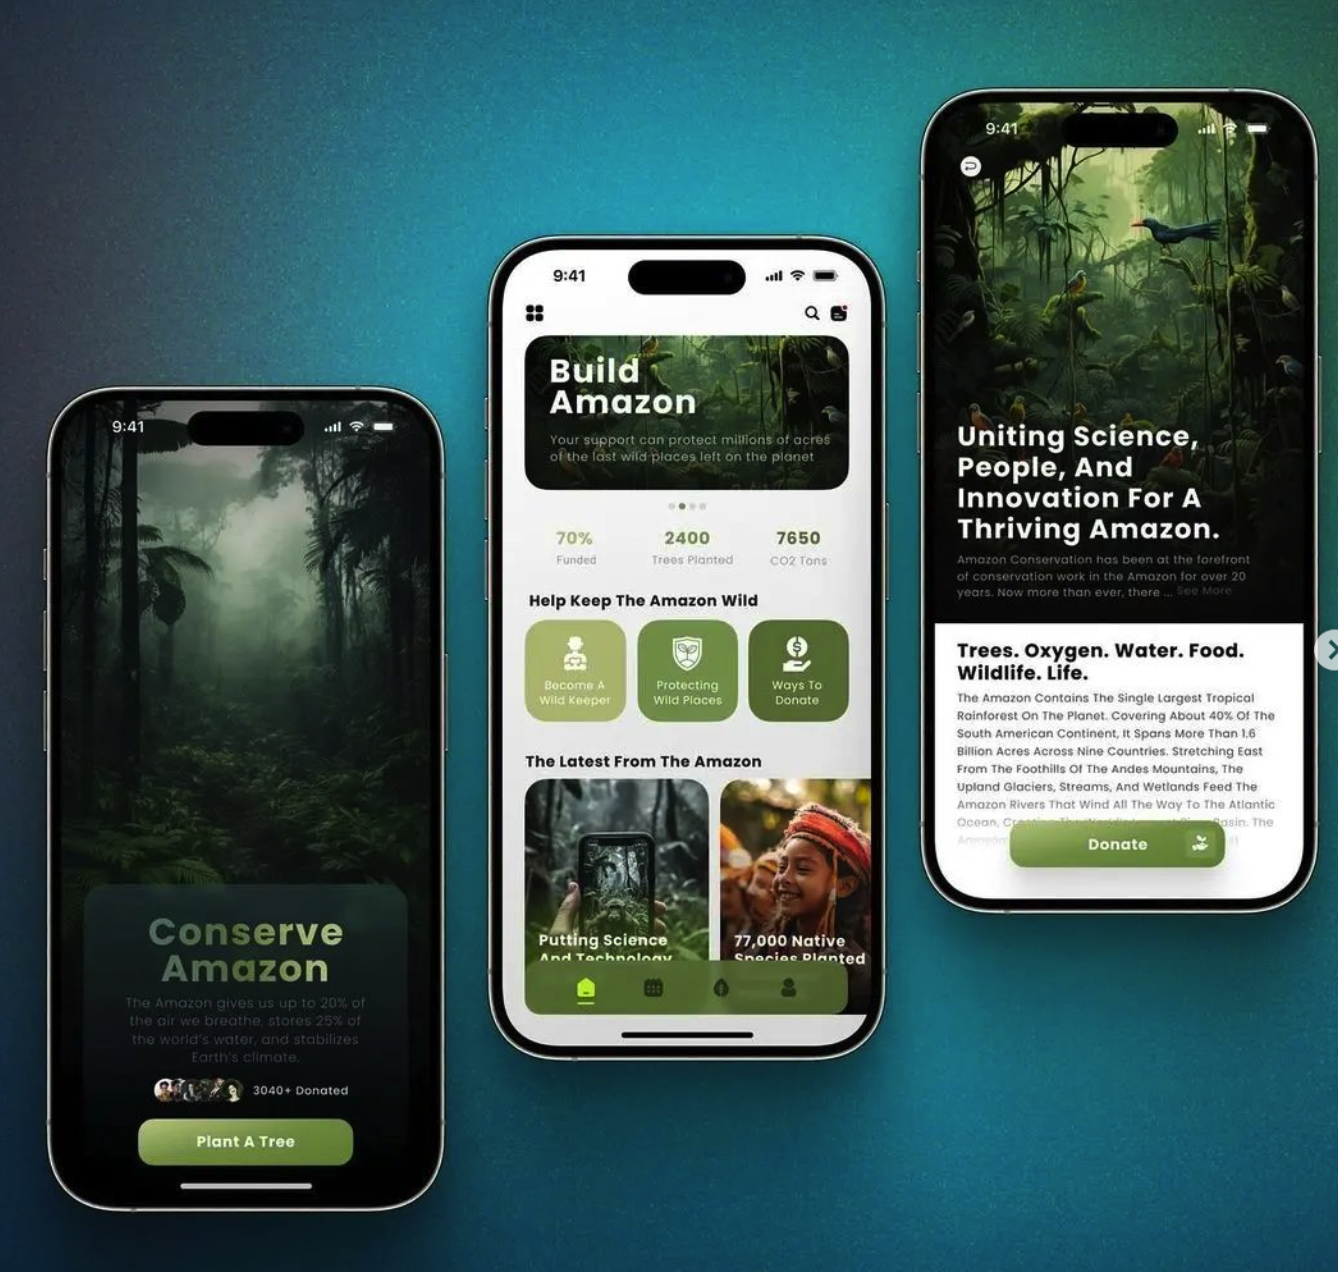 9:41
Conserve
Amazon
The Amazon gives us up to 20% of
the air we breathe, stores 25% of
the world's water, and stabilizes
Earth's climate.
3040+ Donated
Plant A Tree
9:41
Build
Amazon
Your support can protect millions of acres
of the last wild places left on the planet
70%
2400
7650
Funded
Trees Planted
CO2 Tons
Help Keep The Amazon Wild
Become A
Wild Keeper
Protecting
Wild Places
Ways To
Donate
The Latest From The Amazon
Putting Science
And Technology
77,000 Native
Species Planted
9:41
Uniting Science,
People, And
Innovation For A
Thriving Amazon.
Amazon Conservation has been at the forefront
of conservation work in the Amazon for over 20
years. Now more than ever, there ... See More
Trees. Oxygen. Water. Food.
Wildlife. Life.
The Amazon Contains The Single Largest Tropical
Rainforest On The Planet. Covering About 40% Of The
South American Continent, It Spans More Than 1.6
Billion Acres Across Nine Countries. Stretching East
From The Foothills Of The Andes Mountains, The
Upland Glaciers, Streams, And Wetlands Feed The
Amazon Rivers That Wind All The Way To The Atlantic
Ocean, The
Donate